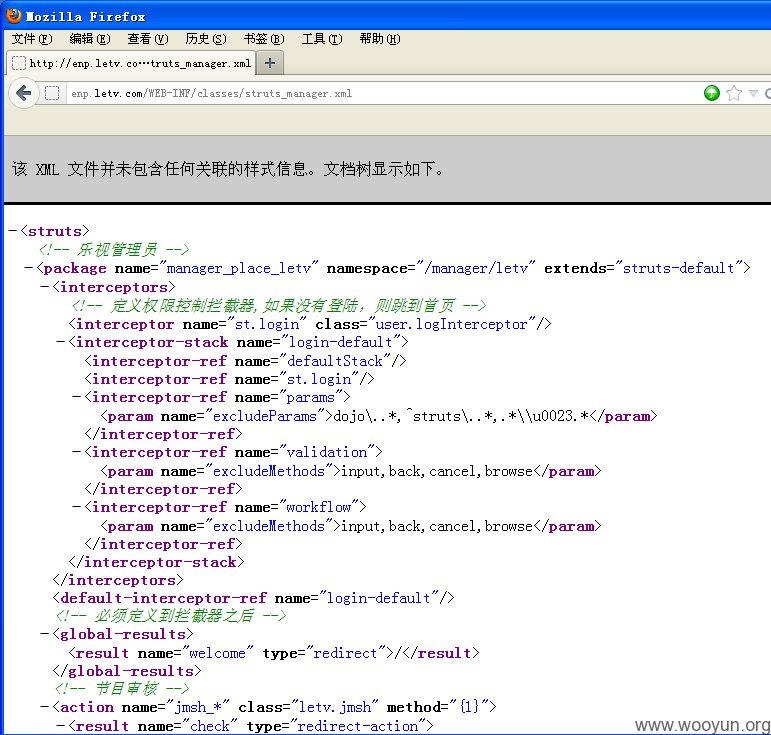 Mozilla Firefox
文件(F) 编辑(E) 查看(V) 历史(S) 书签(B) 工具(T) 帮助(H)
http://enp.letv.co…truts_manager.xml +
enp.letv.com/WEB-INF/classes/struts_manager.xml
该 XML 文件并未包含任何关联的样式信息。文档树显示如下。
−<struts>
<!-- 乐视管理员 -->
−<package name="manager_place_letv" namespace="/manager/letv" extends="struts-default">
−<interceptors>
<!-- 定义权限控制拦截器,如果没有登陆，则跳到首页 -->
<interceptor name="st.login" class="user.logInterceptor"/>
−<interceptor-stack name="login-default">
<interceptor-ref name="defaultStack"/>
<interceptor-ref name="st.login"/>
−<interceptor-ref name="params">
<param name="excludeParams">dojo\..*,^struts\..*,.*\\u0023.*</param>
</interceptor-ref>
−<interceptor-ref name="validation">
<param name="excludeMethods">input,back,cancel,browse</param>
</interceptor-ref>
−<interceptor-ref name="workflow">
<param name="excludeMethods">input,back,cancel,browse</param>
</interceptor-ref>
</interceptor-stack>
</interceptors>
<default-interceptor-ref name="login-default"/>
<!-- 必须定义到拦截器之后 -->
−<global-results>
<result name="welcome" type="redirect">/</result>
</global-results>
<!-- 节目审核 -->
−<action name="jmsh_*" class="letv.jmsh" method="{1}">
−<result name="check" type="redirect-action">
www.wooyun.org